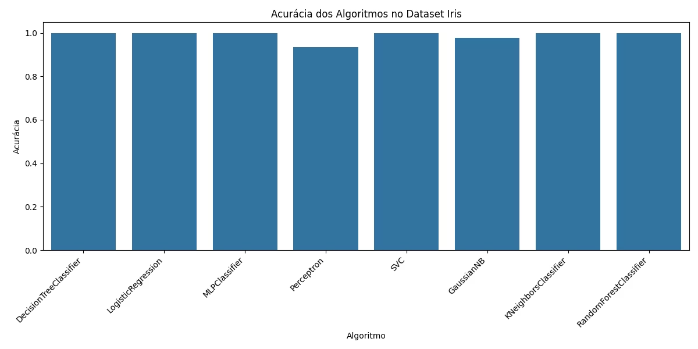 Acurácia dos Algoritmos no Dataset Iris
Acurácia
1.0
0.8
0.6
0.4
0.2
0.0
DecisionTreeClassifier
LogisticRegression
MLPClassifier
Perceptron
SVC
GaussianNB
KNeighborsClassifier
RandomForestClassifier
Algoritmo